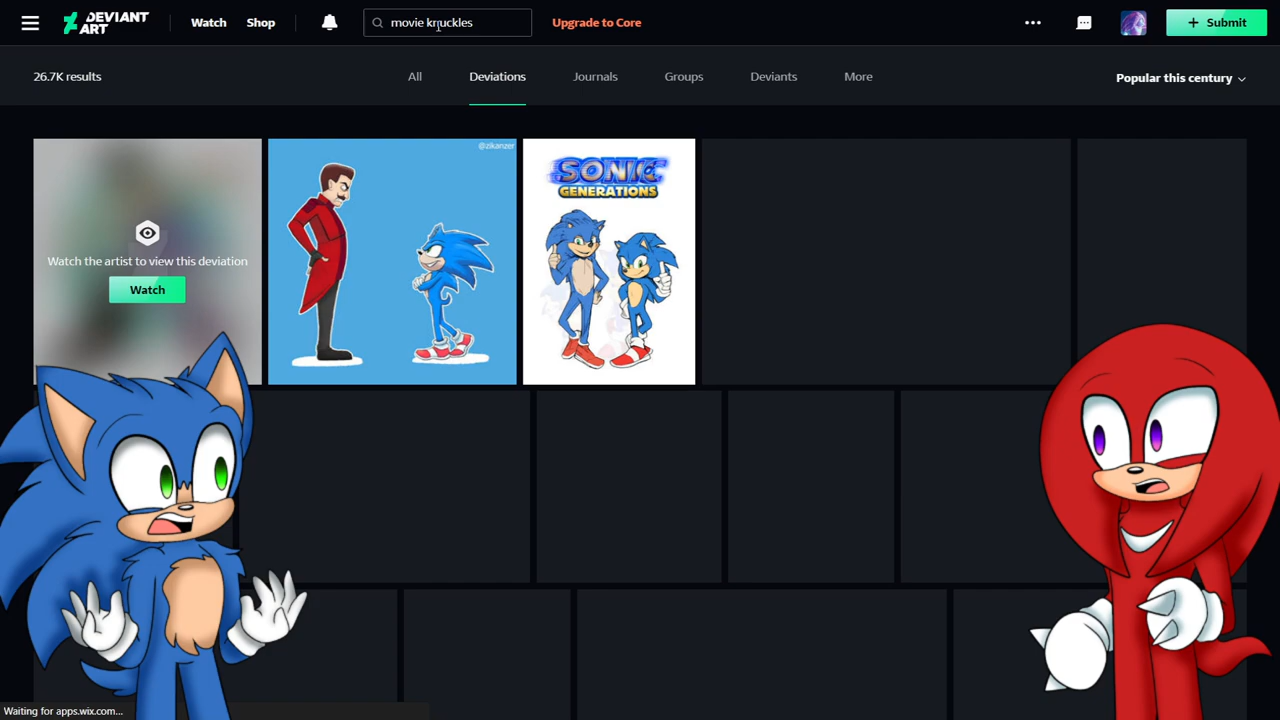 DEVIANT
ART
Watch
Shop
movie kruckles
Upgrade to Core
Submit
26.7K results
All
Deviations
Journals
Groups
Deviants
More
Popular this century
@zikanzer
SONIC
GENERATIONS
Watch the artist to view this deviation
Watch
Waiting for apps.wix.com...